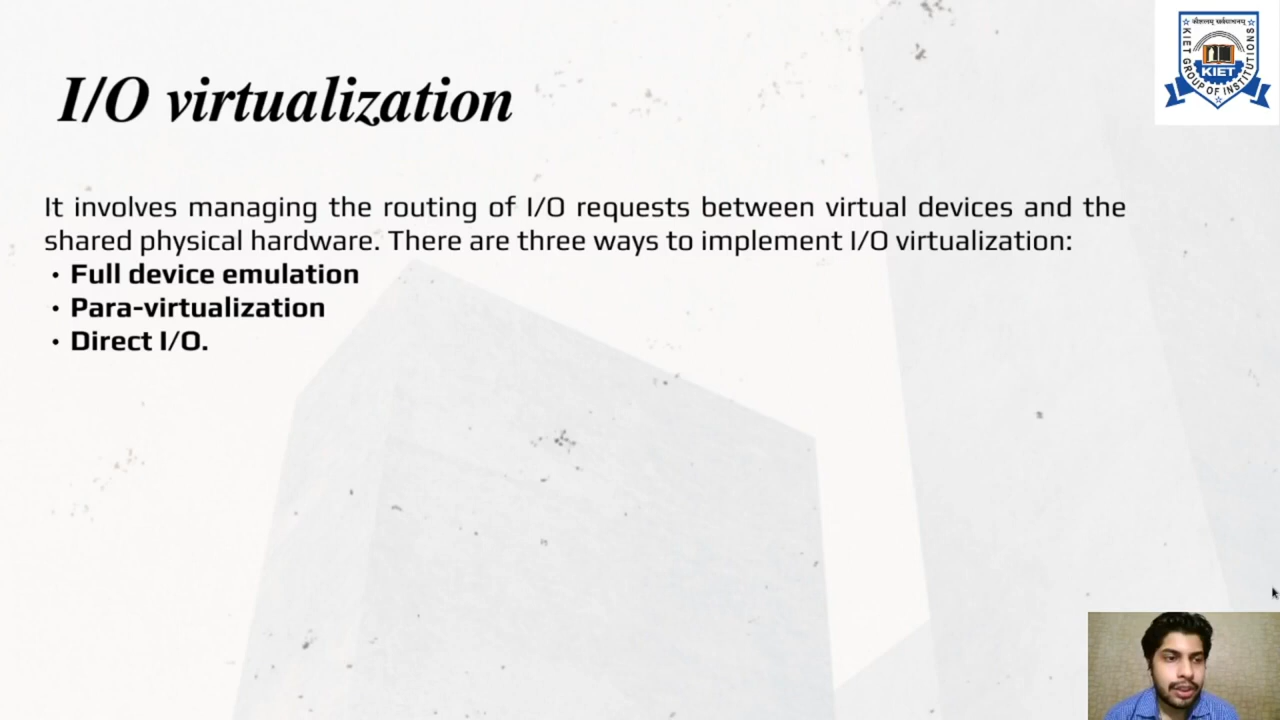 I/O virtualization
It involves managing the routing of I/O requests between virtual devices and the
shared physical hardware. There are three ways to implement I/O virtualization:
• Full device emulation
• Para-virtualization
• Direct I/O.
KIET GROUP OF INSTITUTIONS
KIET